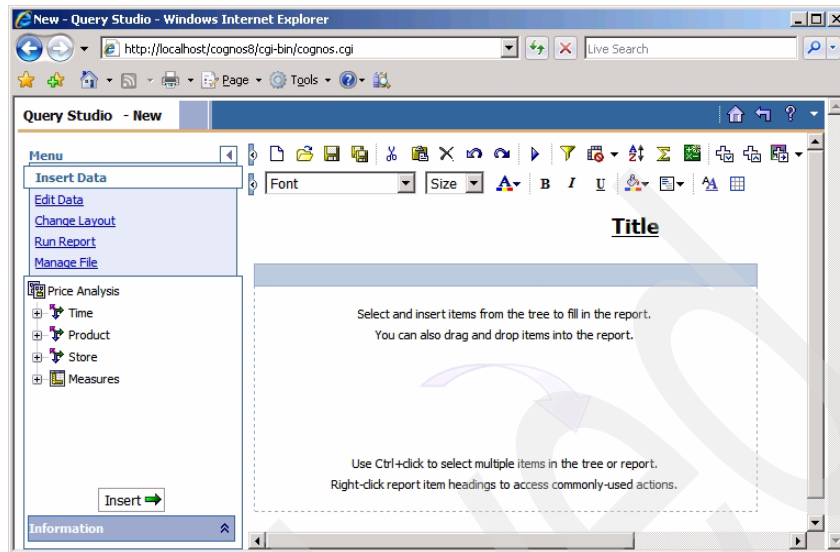 New - Query Studio - Windows Internet Explorer
http://localhost/cognos8/cgi-bin/cognos.cgi
Live Search
Page
Tools
Query Studio - New
?
Menu
Insert Data
Edit Data
Change Layout
Run Report
Manage File
Font
Size
A
B I U
Title
Price Analysis
Time
Product
Store
Measures
Select and insert items from the tree to fill in the report.
You can also drag and drop items into the report.
Use Ctrl+click to select multiple items in the tree or report.
Right-click report item headings to access commonly-used actions.
Insert
Information